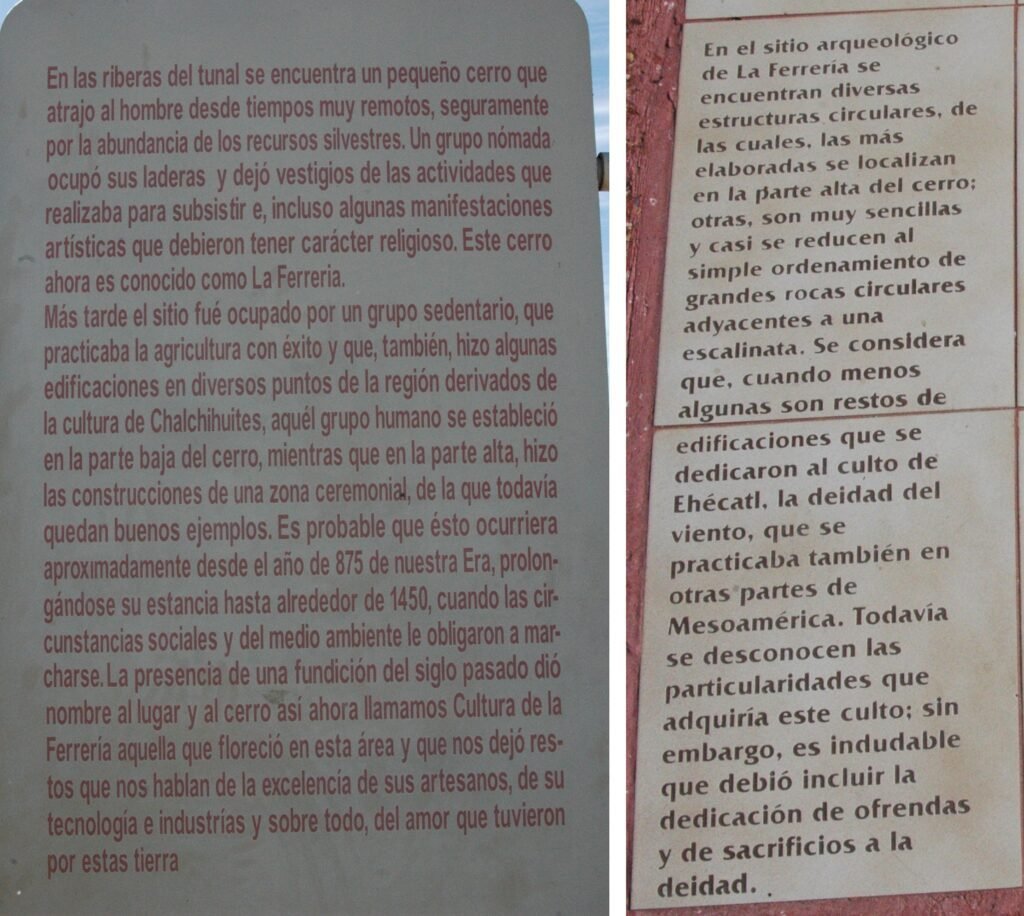 En las riberas del tunal se encuentra un pequeño cerro que
atrajo al hombre desde tiempos muy remotos, seguramente
por la abundancia de los recursos silvestres. Un grupo nómada
ocupó sus laderas y dejó vestigios de las actividades que
realizaba para subsistir e, incluso algunas manifestaciones
artísticas que debieron tener carácter religioso. Este cerro
ahora es conocido como La Ferreria.
Más tarde el sitio fué ocupado por un grupo sedentario, que
practicaba la agricultura con éxito y que, también, hizo algunas
edificaciones en diversos puntos de la región derivados de
la cultura de Chalchihuites, aquél grupo humano se estableció
en la parte baja del cerro, mientras que en la parte alta, hizo
las construcciones de una zona ceremonial, de la que todavía
quedan buenos ejemplos. Es probable que ésto ocurriera
aproximadamente desde el año de 875 de nuestra Era, prolon-
gándose su estancia hasta alrededor de 1450, cuando las cir-
cunstancias sociales y del medio ambiente le obligaron a mar-
charse. La presencia de una fundición del siglo pasado dió
nombre al lugar y al cerro así ahora llamamos Cultura de la
Ferrería aquella que floreció en esta área y que nos dejó res-
tos que nos hablan de la excelencía de sus artesanos, de su
tecnología e industrías y sobre todo, del amor que tuvieron
por estas tierra
En el sitio arqueológico
de La Ferrería se
encuentran diversas
estructuras circulares, de
las cuales, las más
elaboradas se localizan
en la parte alta del cerro;
otras, son muy sencillas
y casi se reducen al
simple ordenamiento de
grandes rocas circulares
adyacentes a una
escalinata. Se considera
que, cuando menos
algunas son restos de
edificaciones que se
dedicaron al culto de
Ehécatl, la deidad del
viento, que se
practicaba también en
otras partes de
Mesoamérica. Todavía
se desconocen las
particularidades que
adquiría este culto; sin
embargo, es indudable
que debió incluir la
dedicación de ofrendas
y de sacrificios a la
deidad.